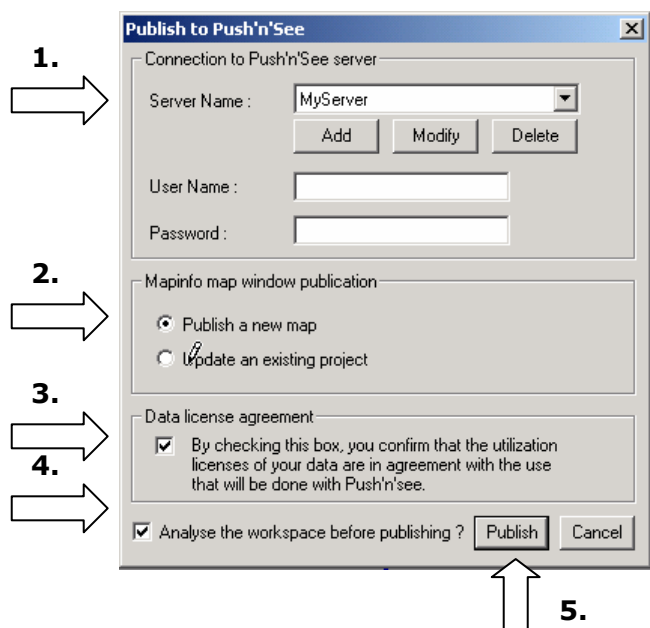 Publish to Push'n'See
1.
Connection to Push'n'See server
Server Name :
MyServer
Add
Modify
Delete
User Name :
Password :
2.
Mapinfo map window publication
Publish a new map
Update an existing project
3.
Data license agreement
By checking this box, you confirm that the utilization
licenses of your data are in agreement with the use
that will be done with Push'n'see.
4.
Analyse the workspace before publishing ?
Publish
Cancel
5.